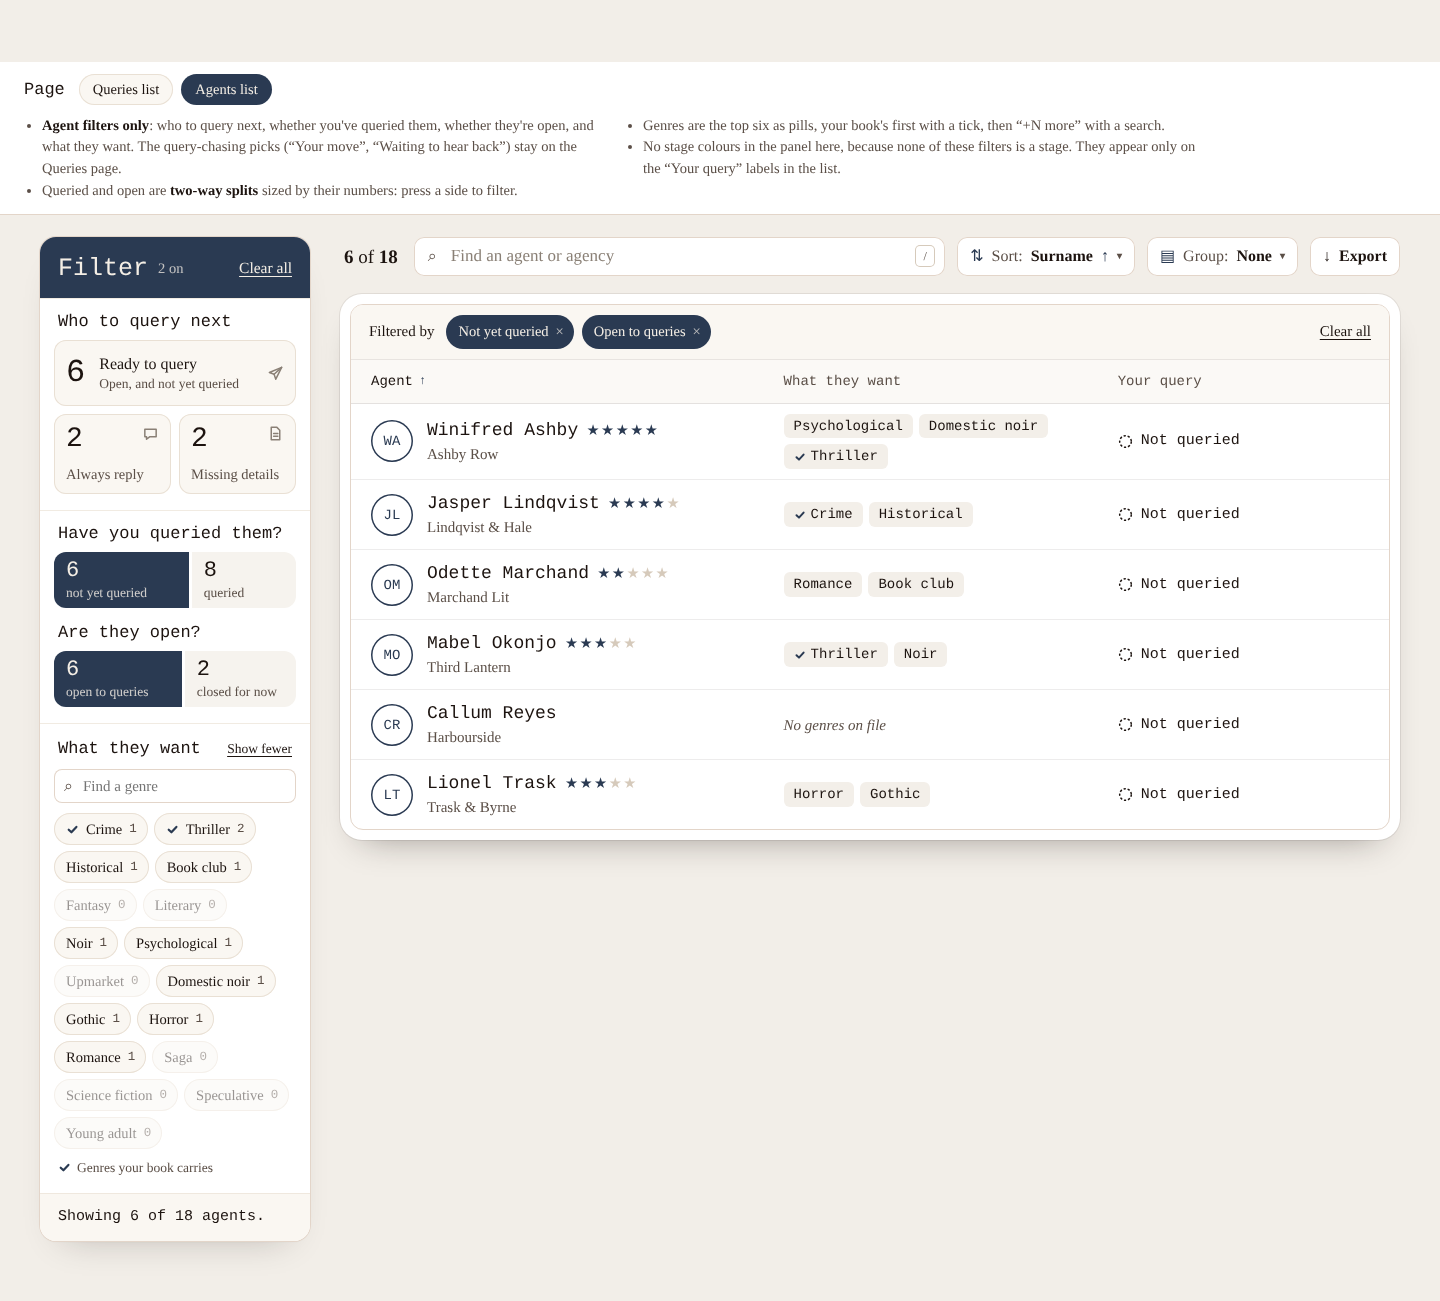 Page
Queries list
Agents list
• Agent filters only: who to query next, whether you've queried them, whether they're open, and
what they want. The query-chasing picks (“Your move”, “Waiting to hear back”) stay on the
Queries page.
• Queried and open are two-way splits sized by their numbers: press a side to filter.
• Genres are the top six as pills, your book's first with a tick, then “+N more” with a search.
• No stage colours in the panel here, because none of these filters is a stage. They appear only on
the “Your query” labels in the list.
Filter 2 on Clear all
Who to query next
6 Ready to query
Open, and not yet queried
2
Always reply
2
Missing details
Have you queried them?
6
not yet queried
8
queried
Are they open?
6
open to queries
2
closed for now
What they want Show fewer
Find a genre
Crime 1 Thriller 2
Historical 1 Book club 1
Fantasy 0 Literary 0
Noir 1 Psychological 1
Upmarket 0 Domestic noir 1
Gothic 1 Horror 1
Romance 1 Saga 0
Science fiction 0 Speculative 0
Young adult 0
Genres your book carries
Showing 6 of 18 agents.
6 of 18
Find an agent or agency /
Sort: Surname ↑ ▾
Group: None ▾
↓ Export
Filtered by Not yet queried × Open to queries × Clear all
Agent ↑ What they want Your query
WA Winifred Ashby ★★★★★
Ashby Row
Psychological Domestic noir
Thriller
Not queried
JL Jasper Lindqvist ★★★★★
Lindqvist & Hale
Crime Historical
Not queried
OM Odette Marchand ★★★★★
Marchand Lit
Romance Book club
Not queried
MO Mabel Okonjo ★★★★★
Third Lantern
Thriller Noir
Not queried
CR Callum Reyes
Harbourside
No genres on file
Not queried
LT Lionel Trask ★★★★★
Trask & Byrne
Horror Gothic
Not queried